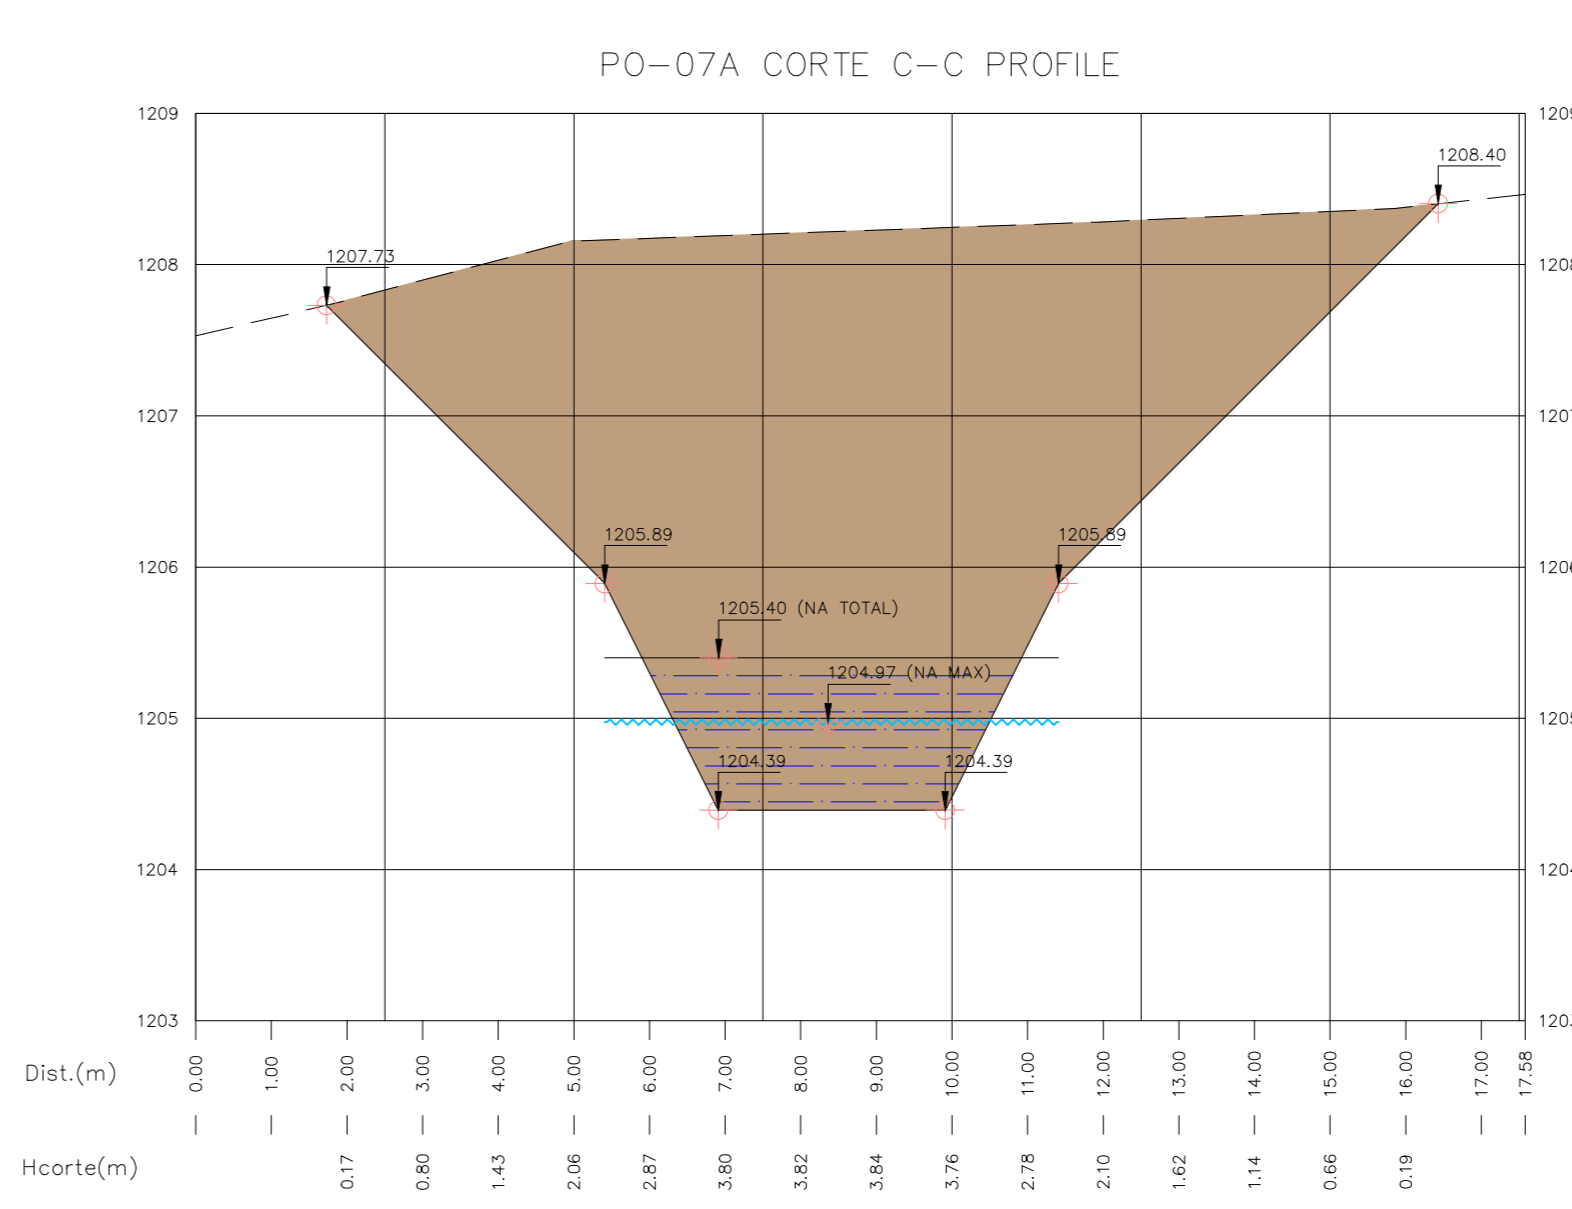 PO-07A CORTE C-C PROFILE
1209 1209
1208.40
1207.73
1208 1208
1207 1207
1205.89 1205.89
1206 1206
1205.40 (NA TOTAL)
1204.97 (NA MAX)
1205 1205
1204.39 1204.39
1204 1204
1203 1203
Dist.(m) 0.00 1.00 2.00 3.00 4.00 5.00 6.00 7.00 8.00 9.00 10.00 11.00 12.00 13.00 14.00 15.00 16.00 17.00 17.58
Hcorte(m) 0.17 0.80 1.43 2.06 2.87 3.80 3.82 3.84 3.76 2.78 2.10 1.62 1.14 0.66 0.19